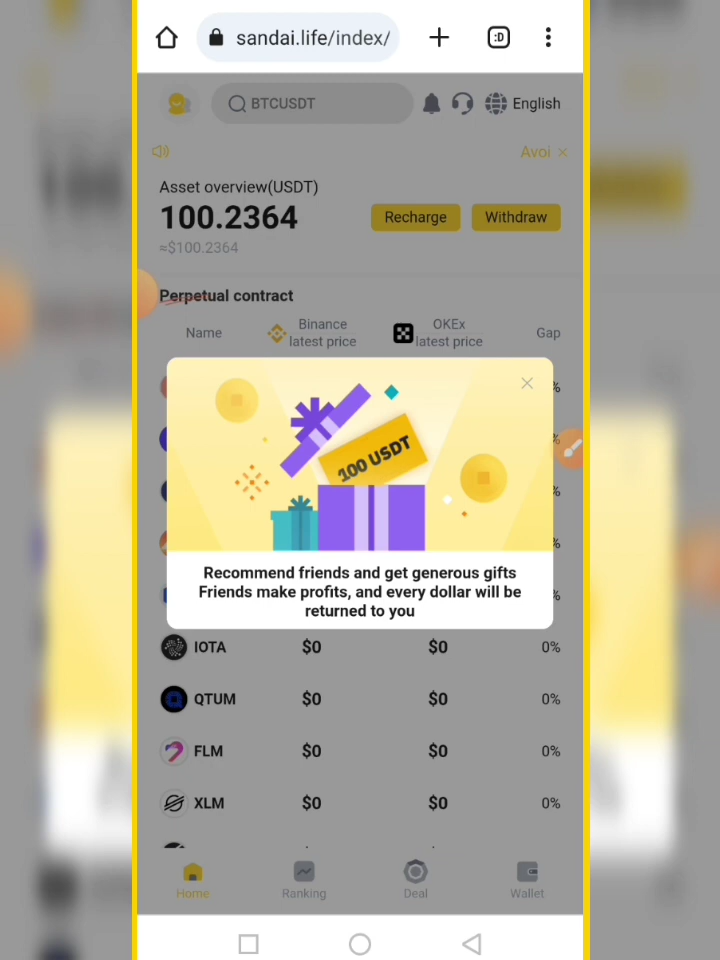 sandai.life/index/
:D
BTCUSDT
English
Avoi
Asset overview(USDT)
100.2364
Recharge
Withdraw
≈$100.2364
Perpetual contract
Name
Binance
latest price
OKEx
latest price
Gap
%
%
%
100 USDT
%
%
Recommend friends and get generous gifts
Friends make profits, and every dollar will be
returned to you
IOTA $0 $0 0%
QTUM $0 $0 0%
FLM $0 $0 0%
XLM $0 $0 0%
Home
Ranking
Deal
Wallet